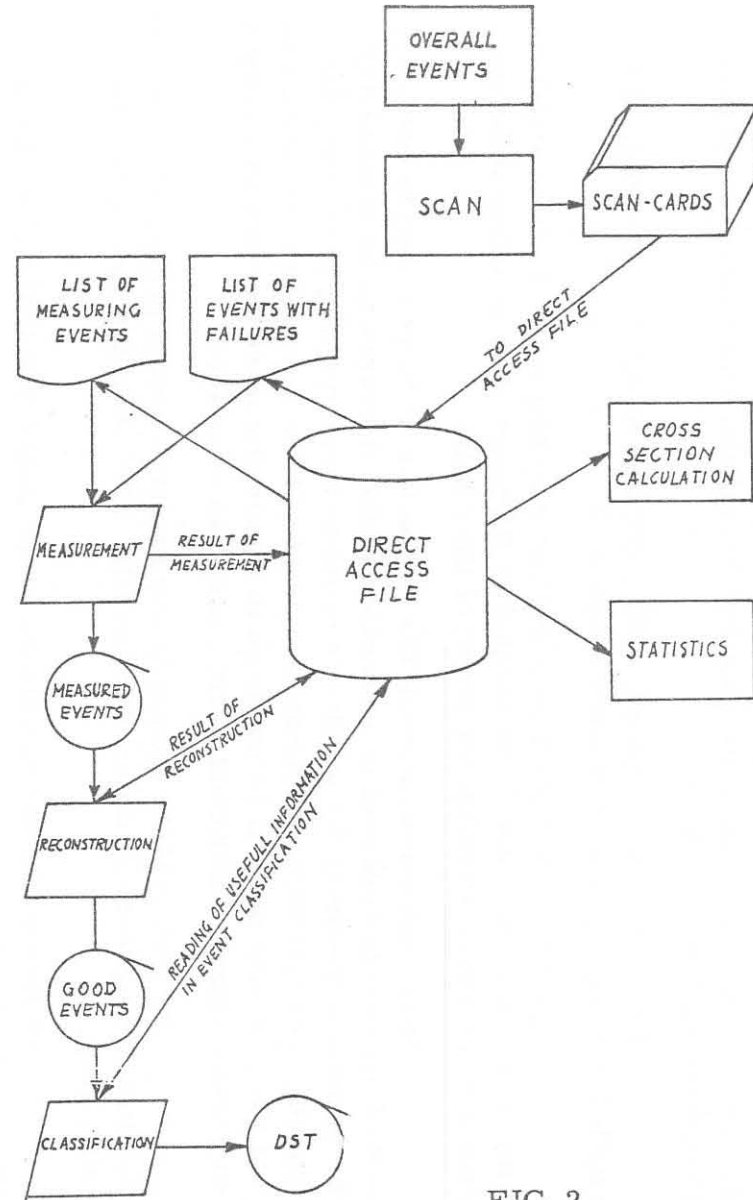 OVERALL
EVENTS
SCAN
SCAN-CARDS
LIST OF
MEASURING
EVENTS
LIST OF
EVENTS WITH
FAILURES
TO DIRECT
ACCESS FILE
CROSS
SECTION
CALCULATION
MEASUREMENT
RESULT OF
MEASUREMENT
DIRECT
ACCESS
FILE
STATISTICS
MEASURED
EVENTS
RESULT OF
RECONSTRUCTION
RECONSTRUCTION
READING OF USEFULL INFORMATION
IN EVENT CLASSIFICATION
GOOD
EVENTS
CLASSIFICATION
DST